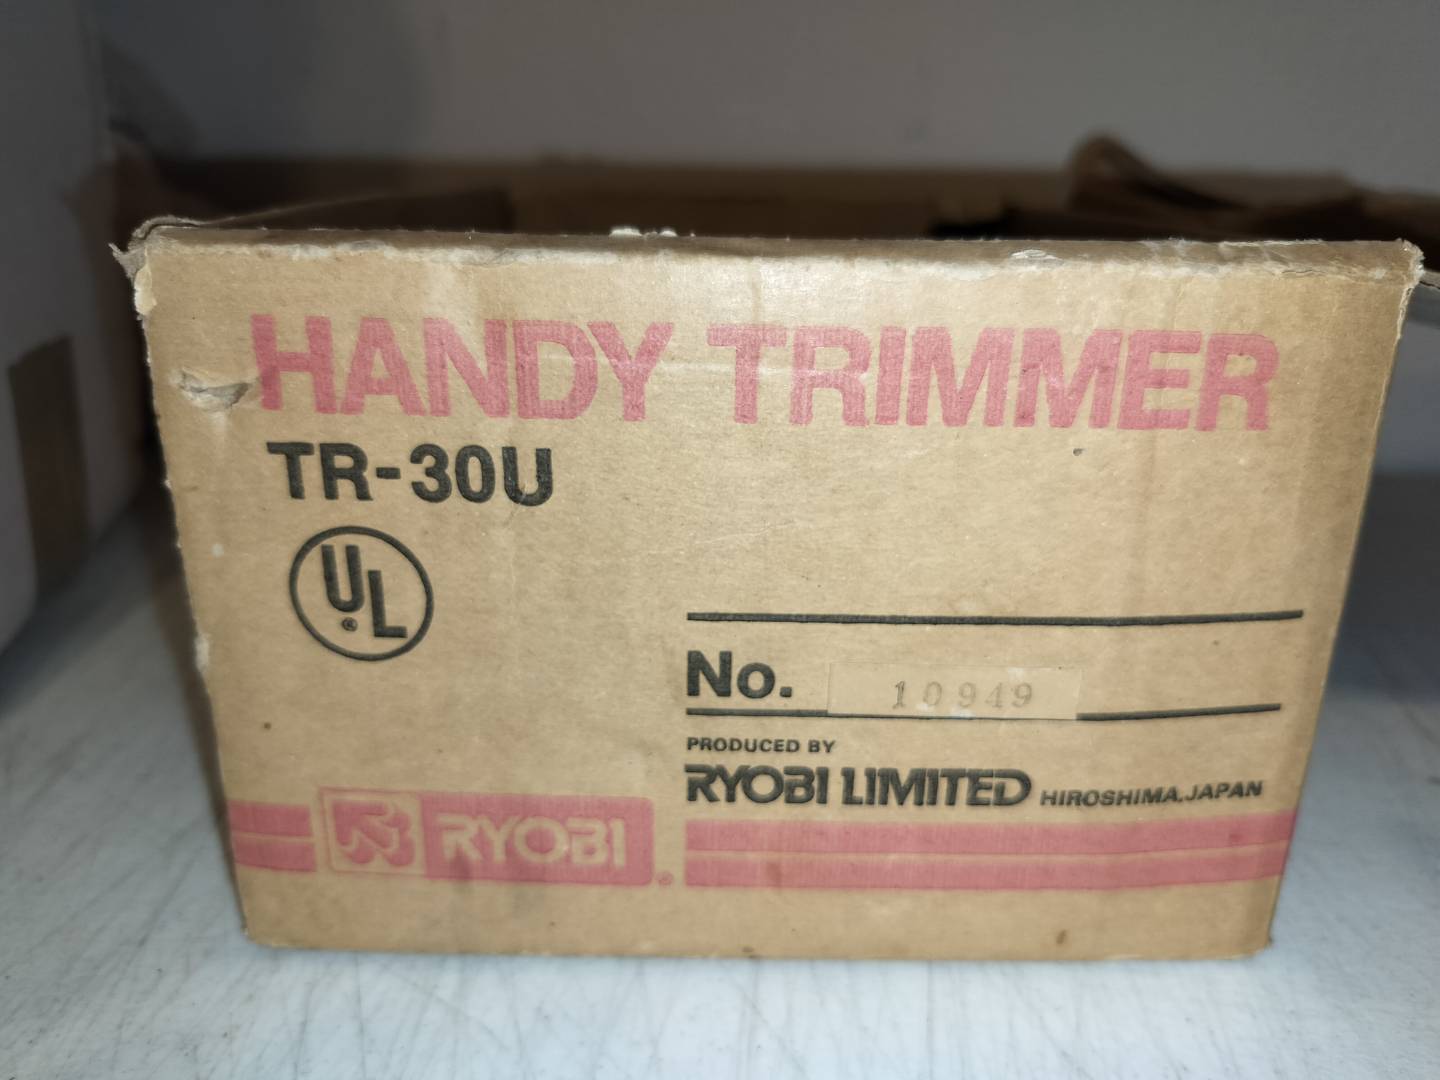 HANDY TRIMMER
TR-30U
UL
®
No. 10949
PRODUCED BY
RYOBI LIMITED HIROSHIMA, JAPAN
RYOBI ®